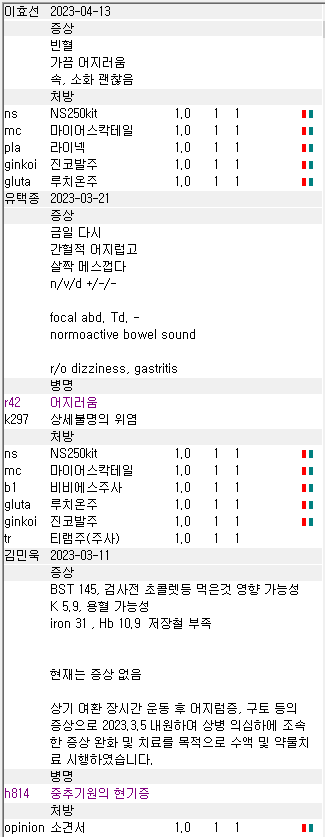 이효선 2023-04-13
증상
빈혈
가끔 어지러움
속, 소화 괜찮음
처방
ns NS250kit 1.0 1 1
mc 마이어스칵테일 1.0 1 1
pla 라이넥 1.0 1 1
ginkoi 진코발주 1.0 1 1
gluta 루치온주 1.0 1 1
유택종 2023-03-21
증상
금일 다시
간헐적 어지럽고
살짝 메스껍다
n/v/d +/-/-
focal abd. Td. -
normoactive bowel sound
r/o dizziness, gastritis
병명
r42 어지러움
k297 상세불명의 위염
처방
ns NS250kit 1.0 1 1
mc 마이어스칵테일 1.0 1 1
b1 비비에스주사 1.0 1 1
gluta 루치온주 1.0 1 1
ginkoi 진코발주 1.0 1 1
tr 티램주(주사) 1.0 1 1
김민욱 2023-03-11
증상
BST 145, 검사전 초콜렛등 먹은것 영향 가능성
K 5.9, 용혈 가능성
iron 31 , Hb 10.9 저장철 부족
현재는 증상 없음
상기 여환 장시간 운동 후 어지럼증, 구토 등의
증상으로 2023.3.5 내원하여 상병 의심하에 조속
한 증상 완화 및 치료를 목적으로 수액 및 약물치
료 시행하였습니다.
병명
h814 중추기원의 현기증
처방
opinion 소견서 1.0 1 1